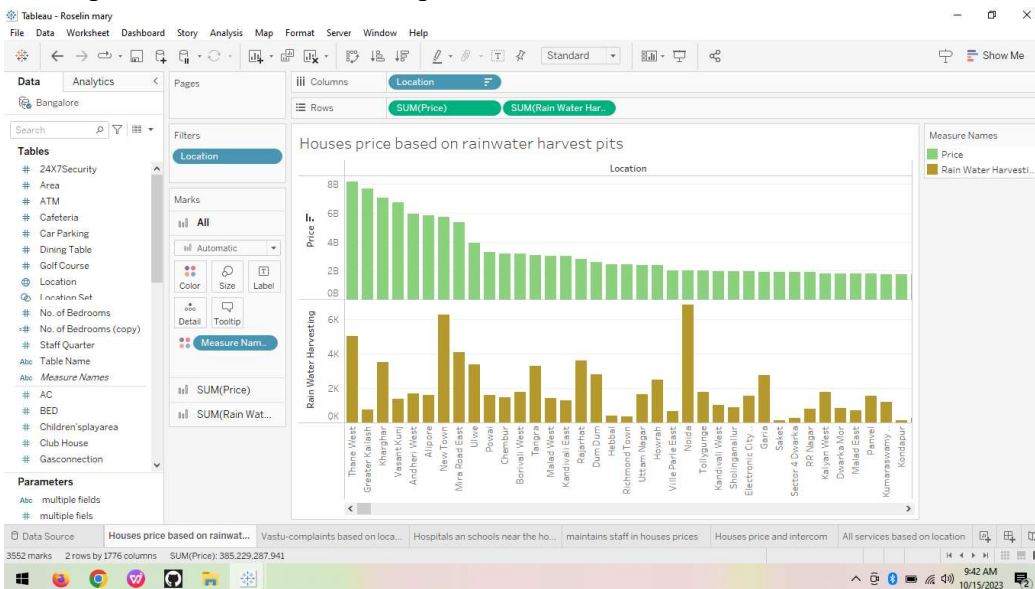 Tableau - Roselin mary
File Data Worksheet Dashboard Story Analysis Map Format Server Window Help
Standard
Show Me
Data Analytics
Bangalore
Search
Tables
# 24X7Security
# Area
# ATM
# Cafeteria
# Car Parking
# Dining Table
# Golf Course
Location
Location Set
# No. of Bedrooms
=# No. of Bedrooms (copy)
# Staff Quarter
Abc Table Name
Abc Measure Names
# AC
# BED
# Children'splayarea
# Club House
# Gasconnection
Parameters
Abc multiple fields
# multiple fiels
Pages
Filters
Location
Marks
All
Automatic
Color Size Label
Detail Tooltip
Measure Nam..
SUM(Price)
SUM(Rain Wat...
iii Columns Location
Rows SUM(Price) SUM(Rain Water Har..
Houses price based on rainwater harvest pits
Location
8B
6B
4B
2B
0B
Price
6K
4K
2K
0K
Rain Water Harvesting
Thane West
Greater Kailash
Kharghar
Vasant Kunj
Andheri West
Alipore
New Town
Mira Road East
Ulwe
Powai
Chembur
Borivali West
Tangra
Malad West
Kandivali East
Rajarhat
Dum Dum
Hebbal
Richmond Town
Uttam Nagar
Howrah
Ville Parle East
Noida
Tollygunge
Kandivali West
Sholinganallur
Electronic City
Garia
Saket
Sector 4 Dwarka
RR Nagar
Kalyan West
Dwarka Mor
Malad East
Panvel
Kumaraswamy
Kondapur
Measure Names
Price
Rain Water Harvesti..
Data Source Houses price based on rainwat... Vastu-complaints based on loca... Hospitals an schools near the ho... maintains staff in houses prices Houses price and intercom All services based on location
3552 marks 2 rows by 1776 columns SUM(Price): 385,229,287,941
9:42 AM
10/15/2023